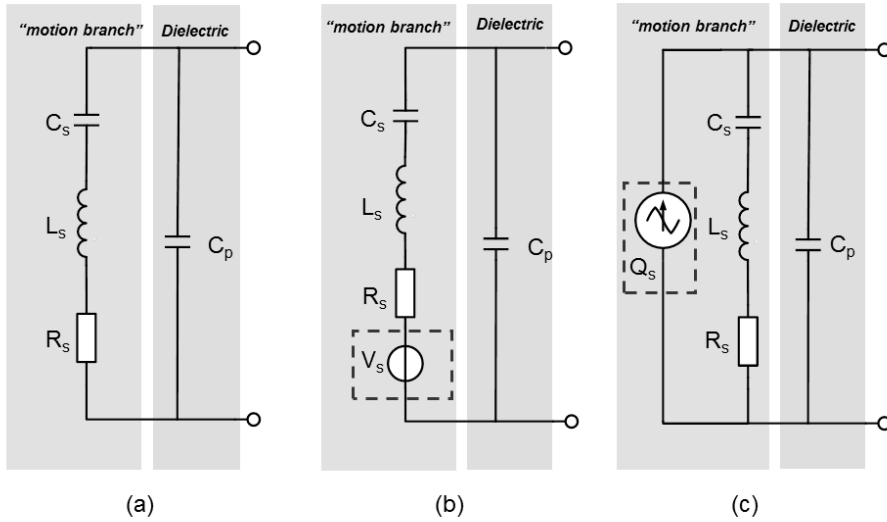 “motion branch”
Dielectric
Cs
Ls
Rs
Cp
(a)
“motion branch”
Dielectric
Cs
Ls
Rs
Vs
Cp
(b)
“motion branch”
Dielectric
Cs
Ls
Qs
Rs
Cp
(c)